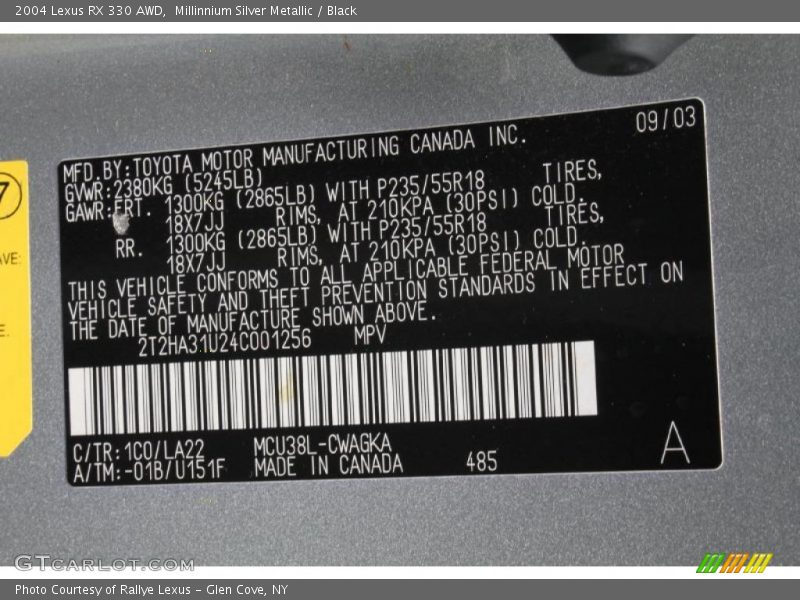 2004 Lexus RX 330 AWD, Millinnium Silver Metallic / Black
09/03
MFD.BY:TOYOTA MOTOR MANUFACTURING CANADA INC.
GVWR:2380KG (5245LB)
GAWR:FRT. 1300KG (2865LB) WITH P235/55R18 TIRES,
18X7JJ RIMS, AT 210KPA (30PSI) COLD.
RR. 1300KG (2865LB) WITH P235/55R18 TIRES,
18X7JJ RIMS, AT 210KPA (30PSI) COLD.
THIS VEHICLE CONFORMS TO ALL APPLICABLE FEDERAL MOTOR
VEHICLE SAFETY AND THEFT PREVENTION STANDARDS IN EFFECT ON
THE DATE OF MANUFACTURE SHOWN ABOVE.
2T2HA31U24C001256 MPV
C/TR:1C0/LA22 MCU38L-CWAGKA
A/TM:-01B/U151F MADE IN CANADA 485
A
7
AVE:
E.
GTCARLOT.COM
Photo Courtesy of Rallye Lexus - Glen Cove, NY